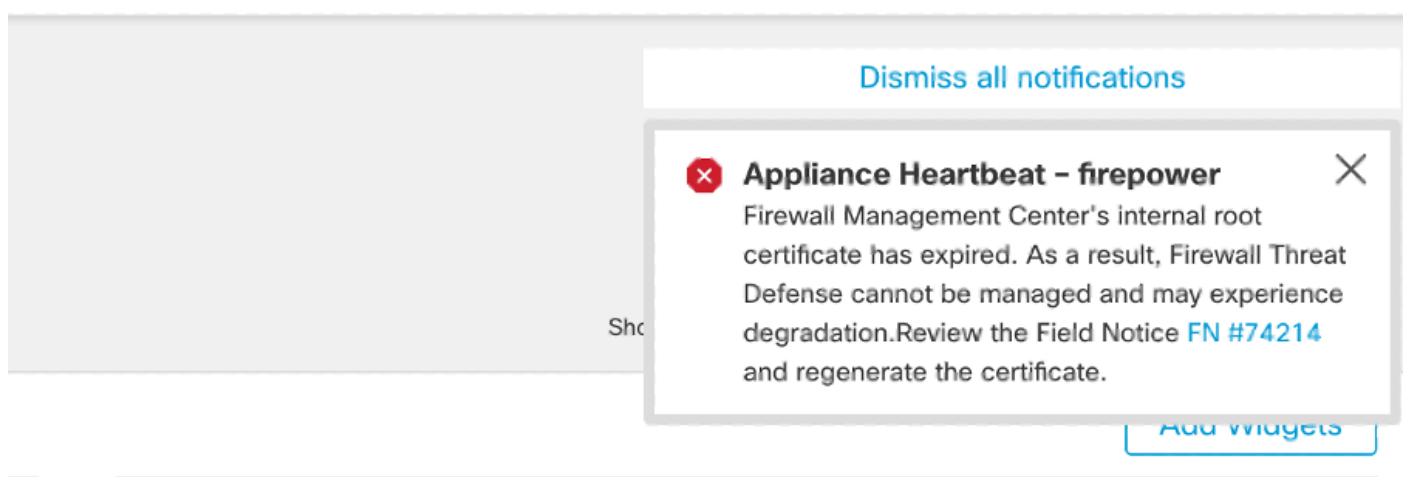 Dismiss all notifications
Appliance Heartbeat – firepower
Firewall Management Center's internal root
certificate has expired. As a result, Firewall Threat
Defense cannot be managed and may experience
Sho
degradation.Review the Field Notice FN #74214
and regenerate the certificate.
Add Widgets